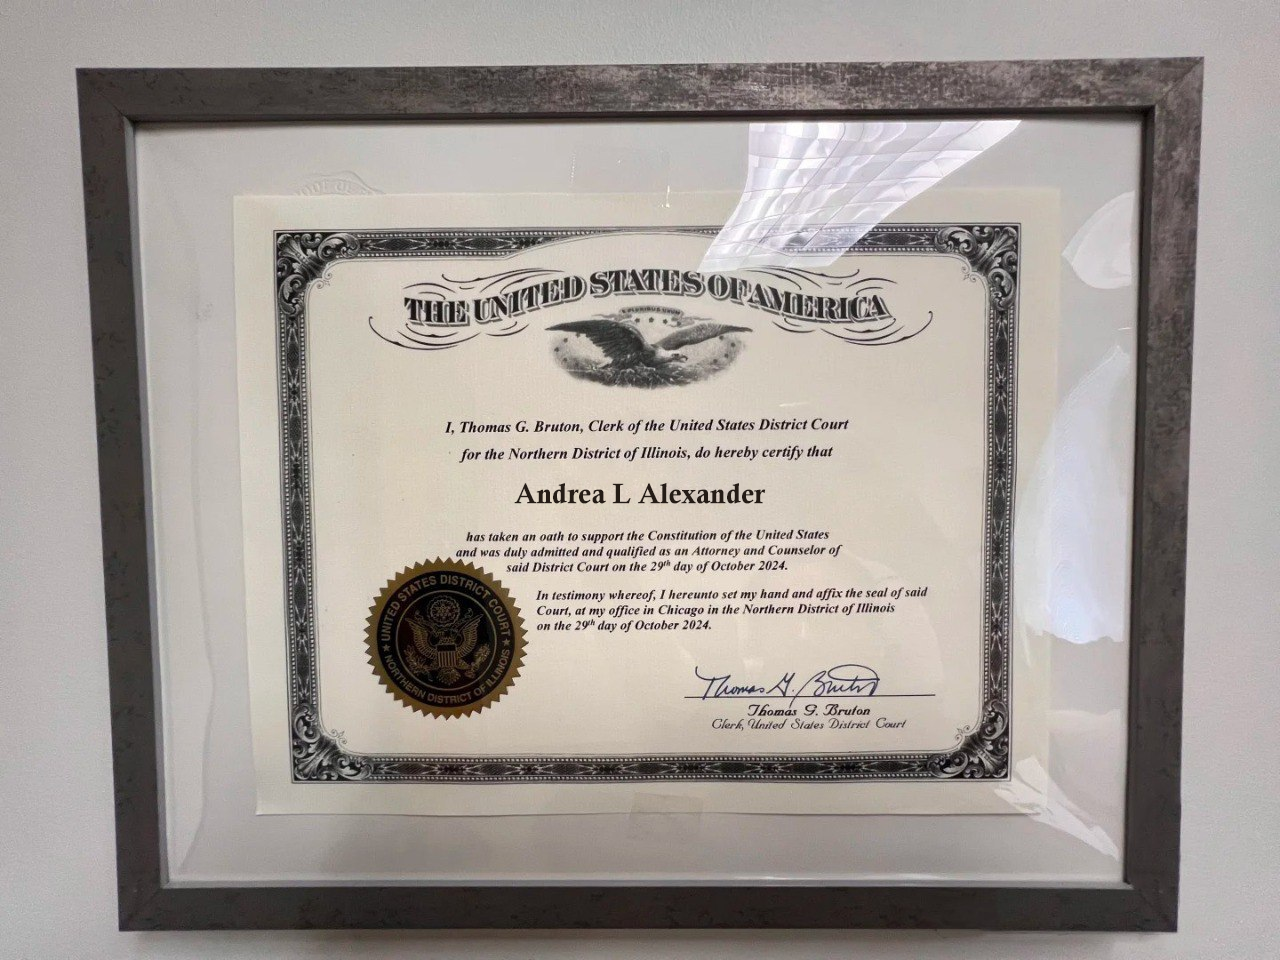 THE UNITED STATES OF AMERICA
E PLURIBUS UNUM
I, Thomas G. Bruton, Clerk of the United States District Court
for the Northern District of Illinois, do hereby certify that
Andrea L Alexander
has taken an oath to support the Constitution of the United States
and was duly admitted and qualified as an Attorney and Counselor of
said District Court on the 29th day of October 2024.
In testimony whereof, I hereunto set my hand and affix the seal of said
Court, at my office in Chicago in the Northern District of Illinois
on the 29th day of October 2024.
UNITED STATES DISTRICT COURT
NORTHERN DISTRICT OF ILLINOIS
Thomas G. Bruton
Thomas G. Bruton
Clerk, United States District Court